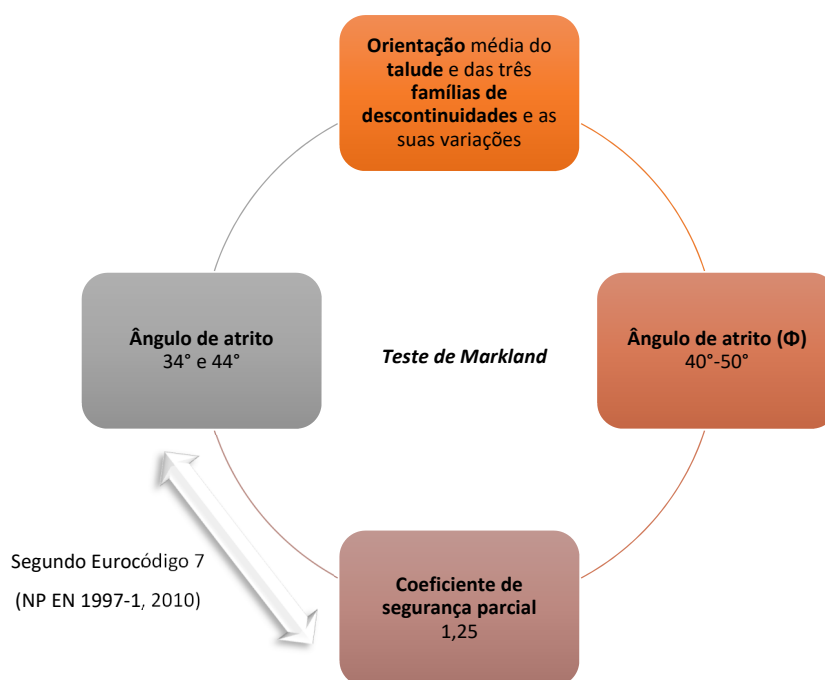 Orientação média do
talude e das três
famílias de
descontinuidades e as
suas variações
Ângulo de atrito
34° e 44°
Teste de Markland
Ângulo de atrito (Φ)
40°-50°
Segundo Eurocódigo 7
(NP EN 1997-1, 2010)
Coeficiente de
segurança parcial
1,25